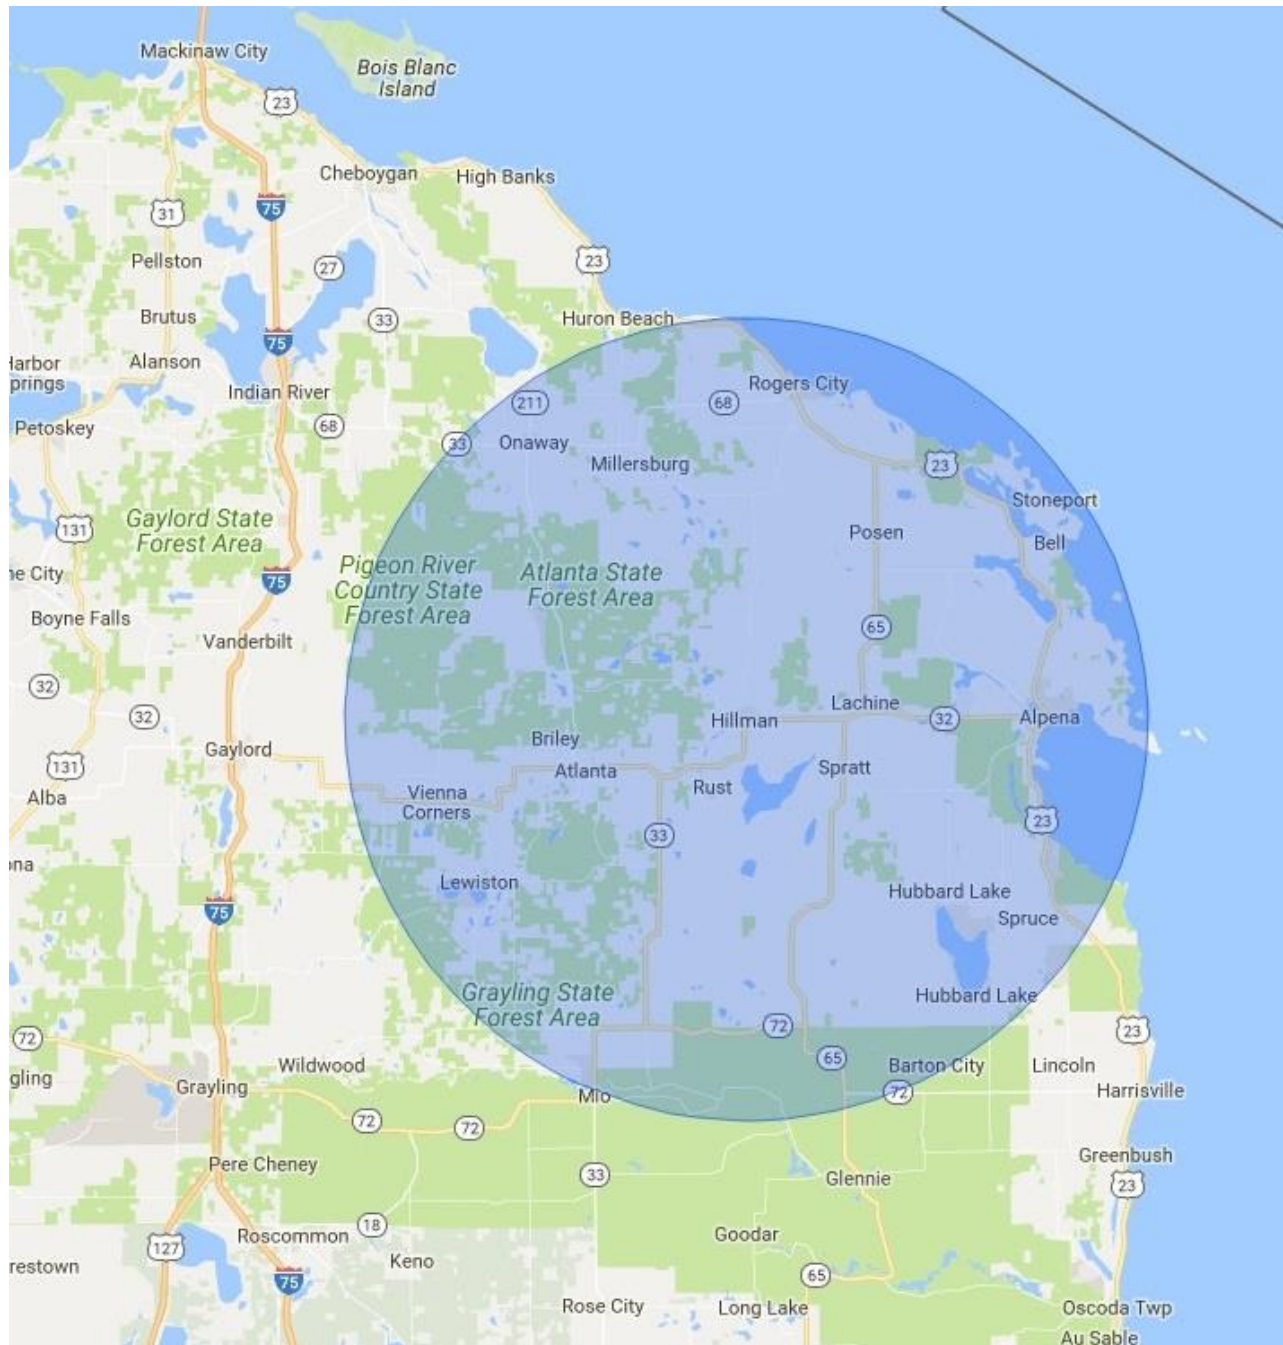 Mackinaw City
Bois Blanc
Island
23
Cheboygan
High Banks
75
31
Pellston
27
23
Brutus
33
Huron Beach
75
Alanson
Harbor
Springs
Indian River
Rogers City
211
68
Petoskey
68
33
Onaway
Millersburg
23
Stoneport
131
Gaylord State
Forest Area
Posen
Bell
Pigeon River
Country State
Forest Area
Atlanta State
Forest Area
ne City
75
Boyne Falls
Vanderbilt
65
32
32
Lachine
Hillman
32
Alpena
Gaylord
Briley
131
Atlanta
Spratt
Rust
Alba
Vienna
Corners
33
23
ona
Lewiston
Hubbard Lake
75
Spruce
Grayling State
Forest Area
Hubbard Lake
72
72
23
65
Wildwood
Barton City
Lincoln
gling
Grayling
Mio
72
Harrisville
72
72
Greenbush
Pere Cheney
33
Glennie
23
18
Roscommon
Goodar
127
Keno
restown
75
65
Rose City
Long Lake
Oscoda Twp
Au Sable